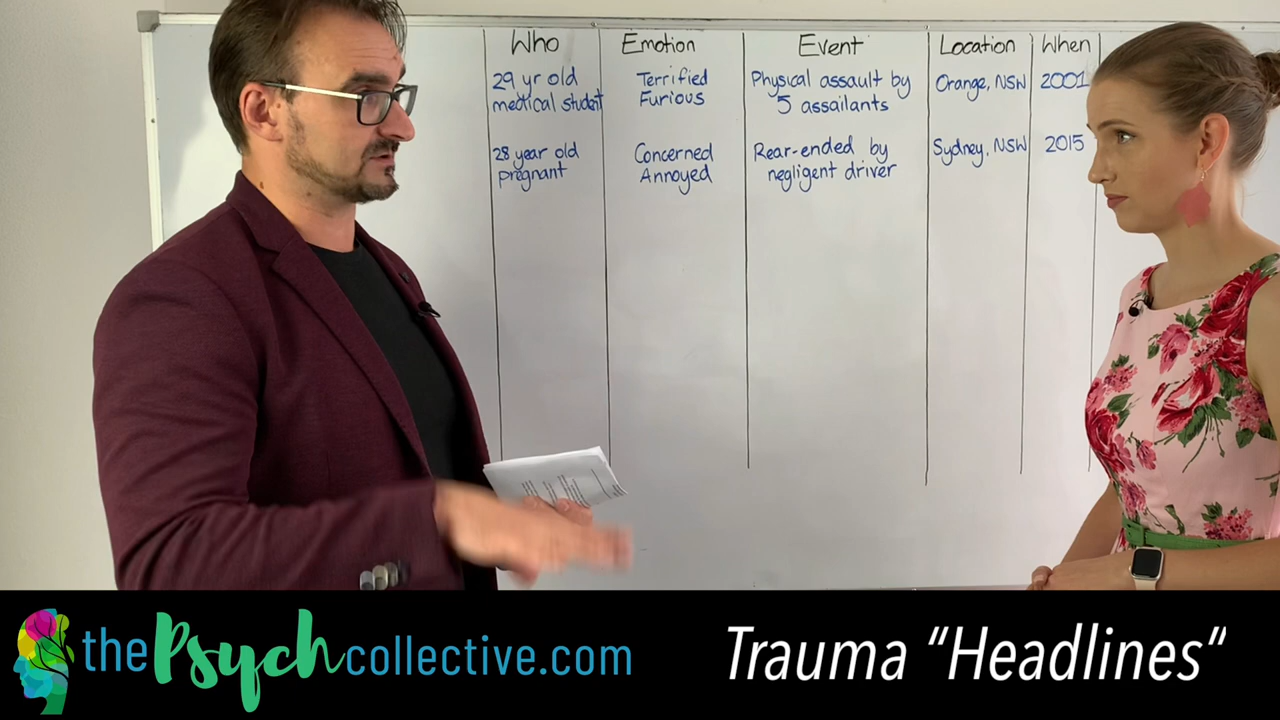 Who Emotion Event Location When
29 yr old Terrified Physical assault by Orange, NSW 2001
medical student Furious 5 assailants
28 year old Concerned Rear-ended by Sydney, NSW 2015
pregnant Annoyed negligent driver
thePsychcollective.com
Trauma “Headlines“